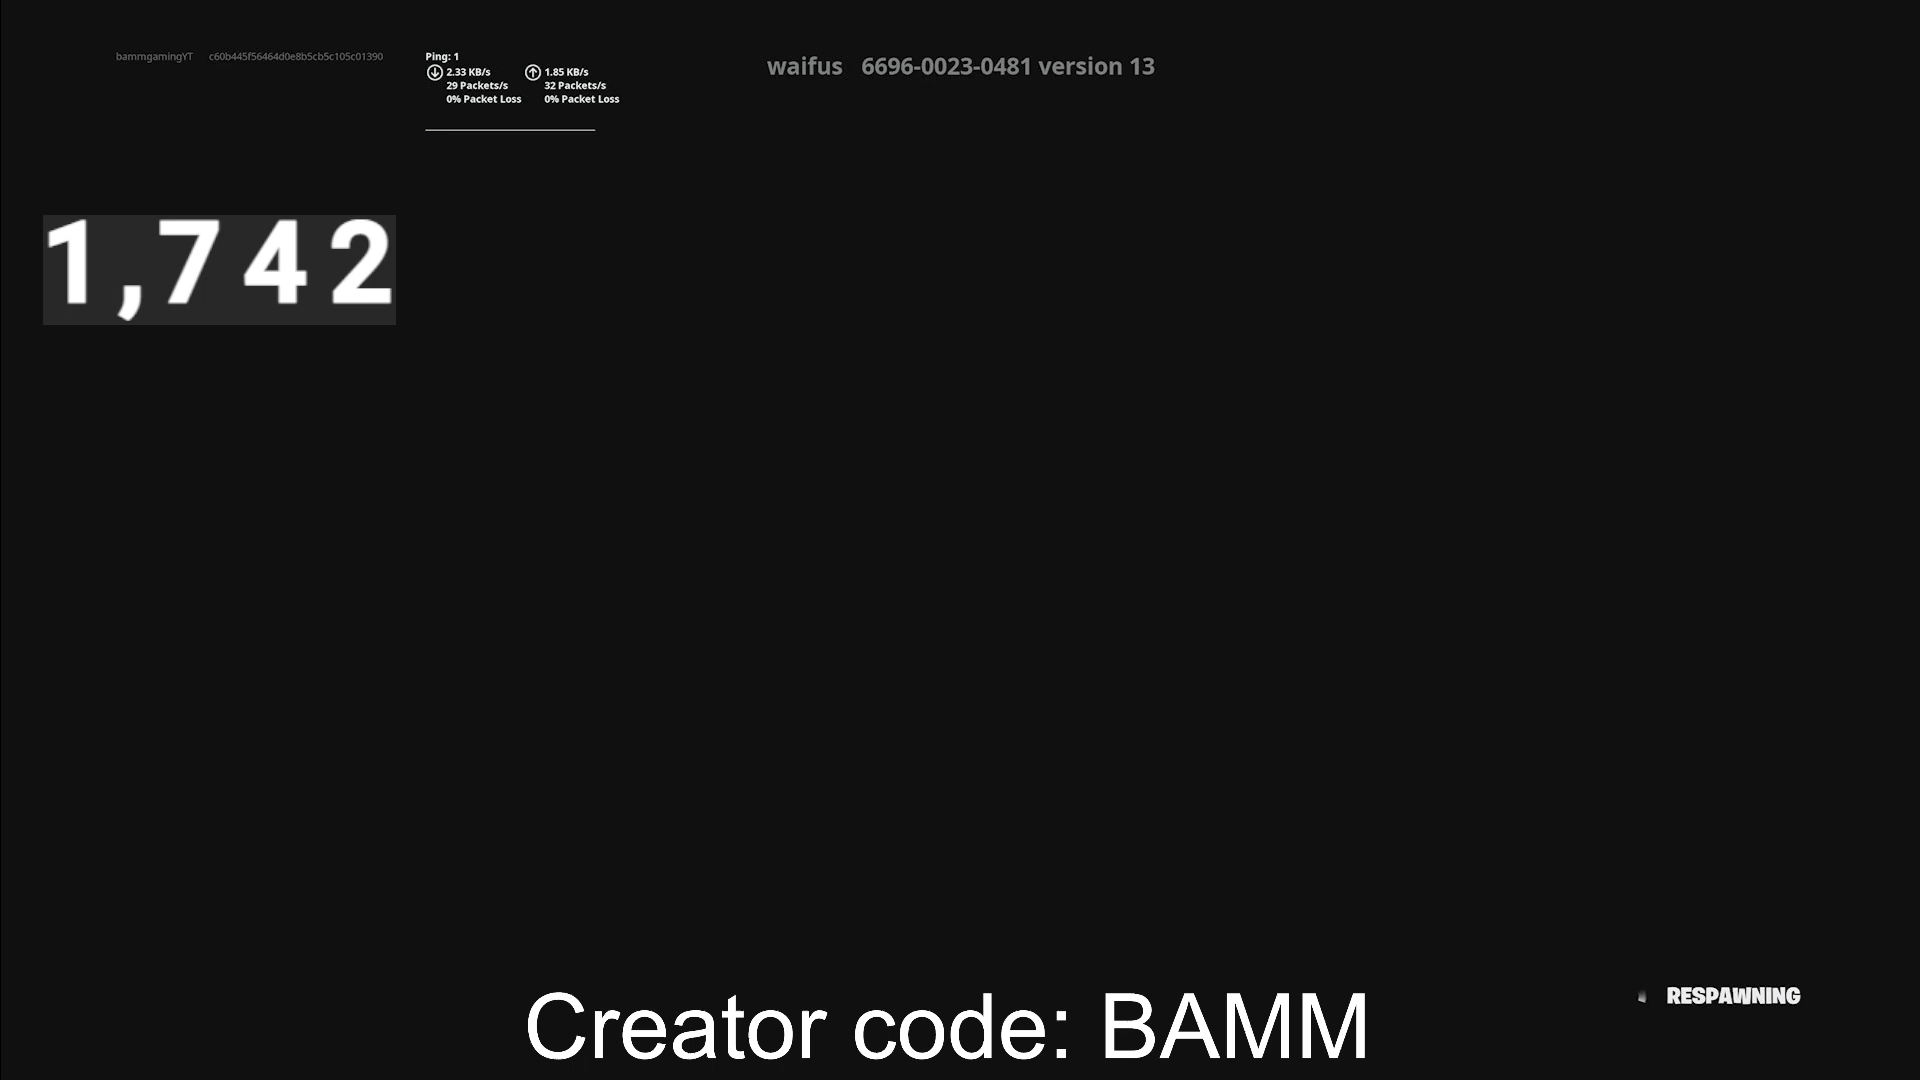 bammgamingYT c60b445f56464d0e8b5cb5c105c01390
Ping: 1
2.33 KB/s 1.85 KB/s
29 Packets/s 32 Packets/s
0% Packet Loss 0% Packet Loss
waifus 6696-0023-0481 version 13
1,742
RESPAWNING
Creator code: BAMM